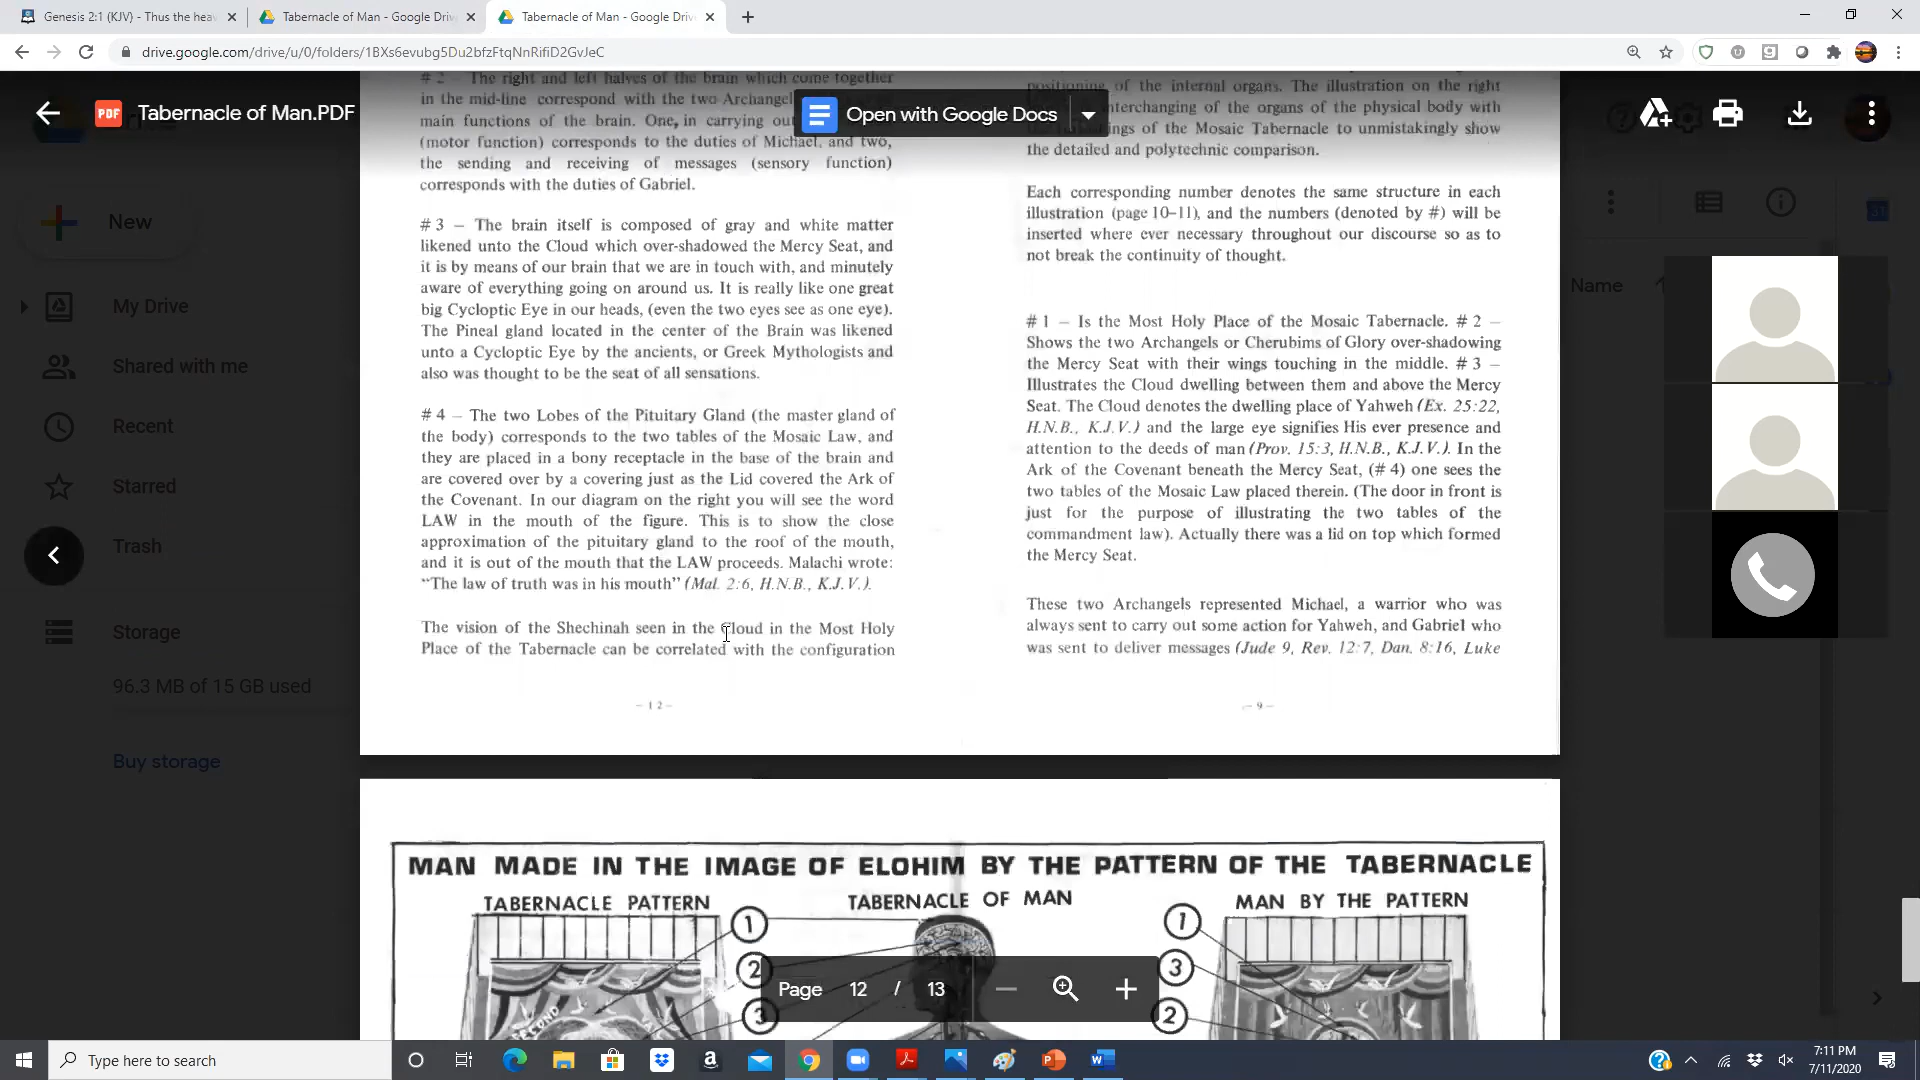 Genesis 2:1 (KJV) - Thus the hea
Tabernacle of Man - Google Driv
Tabernacle of Man - Google Driv
drive.google.com/drive/u/0/folders/1BXs6evubg5Du2bfzFtqNnRifiD2GvJeC
PDF
Tabernacle of Man.PDF
Open with Google Docs
New
My Drive
Shared with me
Recent
Starred
Trash
Storage
96.3 MB of 15 GB used
Buy storage
Name
31
# 2 – The right and left halves of the brain which come together
in the mid-line correspond with the two Archangel
main functions of the brain. One, in carrying out
(motor function) corresponds to the duties of Michael, and two,
the sending and receiving of messages (sensory function)
corresponds with the duties of Gabriel.
# 3 – The brain itself is composed of gray and white matter
likened unto the Cloud which over-shadowed the Mercy Seat, and
it is by means of our brain that we are in touch with, and minutely
aware of everything going on around us. It is really like one great
big Cycloptic Eye in our heads, (even the two eyes see as one eye).
The Pineal gland located in the center of the Brain was likened
unto a Cycloptic Eye by the ancients, or Greek Mythologists and
also was thought to be the seat of all sensations.
# 4 – The two Lobes of the Pituitary Gland (the master gland of
the body) corresponds to the two tables of the Mosaic Law, and
they are placed in a bony receptacle in the base of the brain and
are covered over by a covering just as the Lid covered the Ark of
the Covenant. In our diagram on the right you will see the word
LAW in the mouth of the figure. This is to show the close
approximation of the pituitary gland to the roof of the mouth,
and it is out of the mouth that the LAW proceeds. Malachi wrote:
“The law of truth was in his mouth” (Mal. 2:6, H.N.B., K.J.V.).
The vision of the Shechinah seen in the Cloud in the Most Holy
Place of the Tabernacle can be correlated with the configuration
– 12 –
positioning of the internal organs. The illustration on the right
interchanging of the organs of the physical body with
of the Mosaic Tabernacle to unmistakingly show
the detailed and polytechnic comparison.
Each corresponding number denotes the same structure in each
illustration (page 10–11), and the numbers (denoted by #) will be
inserted where ever necessary throughout our discourse so as to
not break the continuity of thought.
# 1 – Is the Most Holy Place of the Mosaic Tabernacle. # 2 –
Shows the two Archangels or Cherubims of Glory over-shadowing
the Mercy Seat with their wings touching in the middle. # 3 –
Illustrates the Cloud dwelling between them and above the Mercy
Seat. The Cloud denotes the dwelling place of Yahweh (Ex. 25:22,
H.N.B., K.J.V.) and the large eye signifies His ever presence and
attention to the deeds of man (Prov. 15:3, H.N.B., K.J.V.). In the
Ark of the Covenant beneath the Mercy Seat, (# 4) one sees the
two tables of the Mosaic Law placed therein. (The door in front is
just for the purpose of illustrating the two tables of the
commandment law). Actually there was a lid on top which formed
the Mercy Seat.
These two Archangels represented Michael, a warrior who was
always sent to carry out some action for Yahweh, and Gabriel who
was sent to deliver messages (Jude 9, Rev. 12:7, Dan. 8:16, Luke
– 9 –
MAN MADE IN THE IMAGE OF ELOHIM BY THE PATTERN OF THE TABERNACLE
TABERNACLE PATTERN
TABERNACLE OF MAN
MAN BY THE PATTERN
1
2
3
1
3
2
SECOND
Page 12 / 13
Type here to search
7:11 PM
7/11/2020